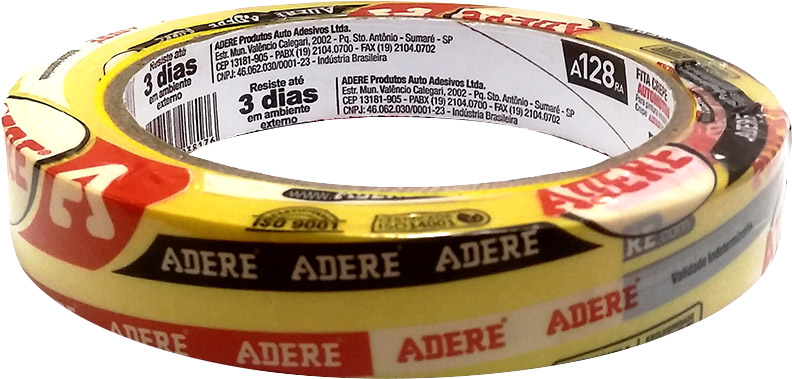 ADERE Produtos Auto Adesivos Ltda.
Estr. Mun. Valêncio Calegari, 2002 - Pq. Sto. Antônio - Sumaré - SP
CEP 13181-905 - PABX (19) 2104.0700 - FAX (19) 2104.0702
CNPJ: 46.062.030/0001-23 - Indústria Brasileira
Resiste até
3 dias
em ambiente
externo
Resiste até
3 dias
em ambiente
externo
ADERE Produtos Auto Adesivos Ltda.
Estr. Mun. Valêncio Calegari, 2002 - Pq. Sto. Antônio - Sumaré - SP
CEP 13181-905 - PABX (19) 2104.0700 - FAX (19) 2104.0702
CNPJ: 46.062.030/0001-23 - Indústria Brasileira
A128RA
FITA CREPE
ADERE
ADERE
ISO 9001
ISO14001
ADERE ADERE ADERE
Validade Indeterminada
ADERE ADERE ADERE ADERE